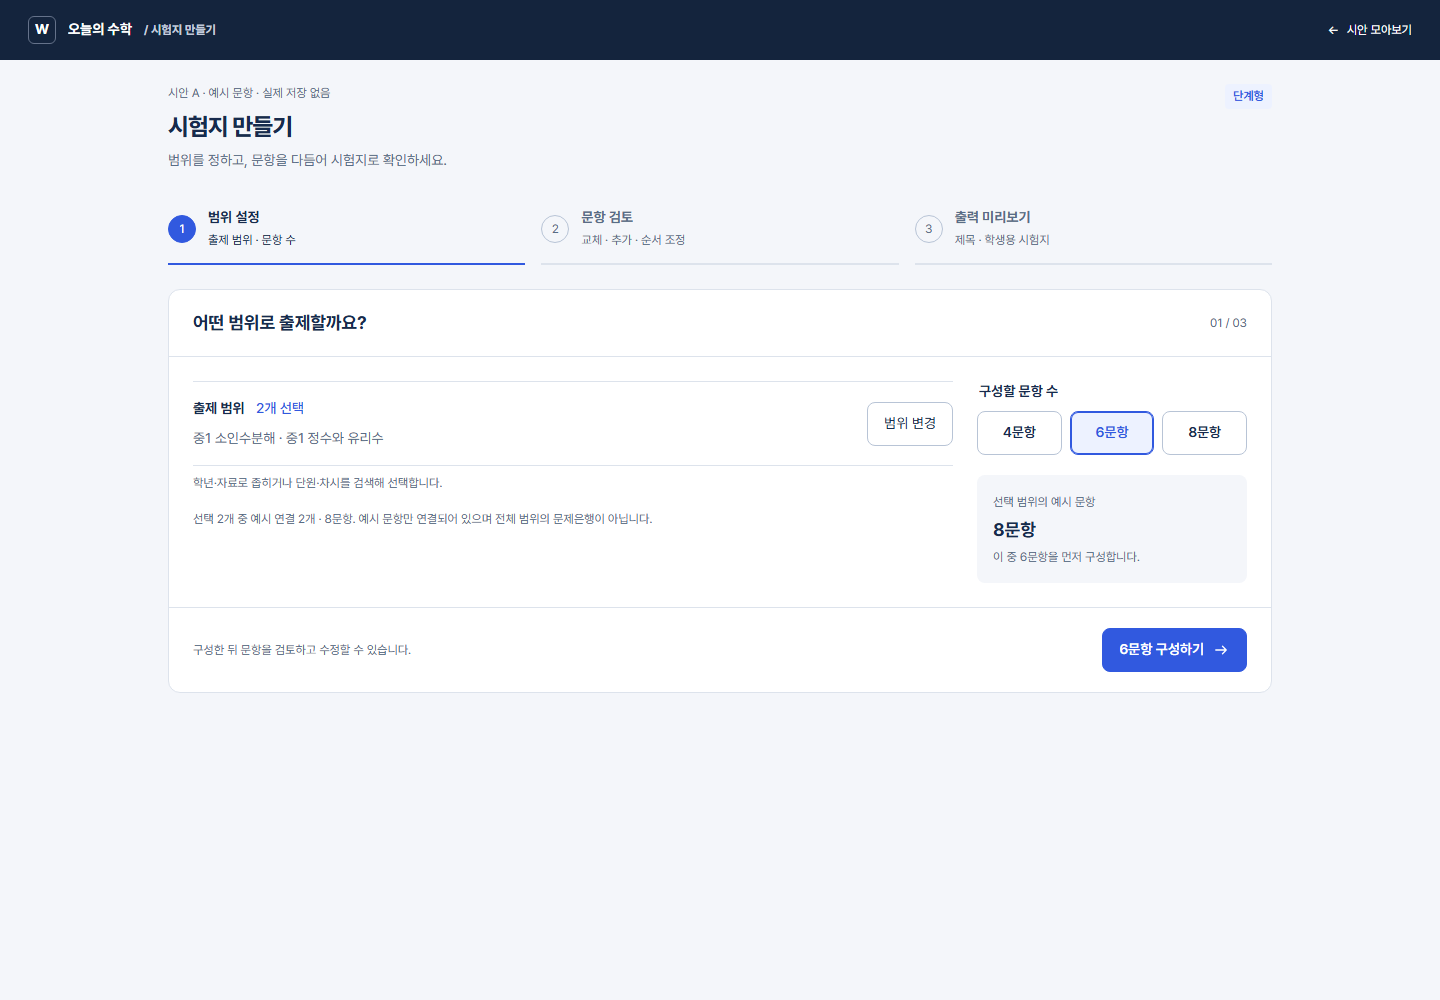 W 오늘의 수학 / 시험지 만들기
← 시안 모아보기
시안 A · 예시 문항 · 실제 저장 없음
단계형
시험지 만들기
범위를 정하고, 문항을 다듬어 시험지로 확인하세요.
1 범위 설정
출제 범위 · 문항 수
2 문항 검토
교체 · 추가 · 순서 조정
3 출력 미리보기
제목 · 학생용 시험지
어떤 범위로 출제할까요?
01 / 03
출제 범위 2개 선택
중1 소인수분해 · 중1 정수와 유리수
범위 변경
학년·자료로 좁히거나 단원·차시를 검색해 선택합니다.
선택 2개 중 예시 연결 2개 · 8문항. 예시 문항만 연결되어 있으며 전체 범위의 문제은행이 아닙니다.
구성할 문항 수
4문항 6문항 8문항
선택 범위의 예시 문항
8문항
이 중 6문항을 먼저 구성합니다.
구성한 뒤 문항을 검토하고 수정할 수 있습니다.
6문항 구성하기 →